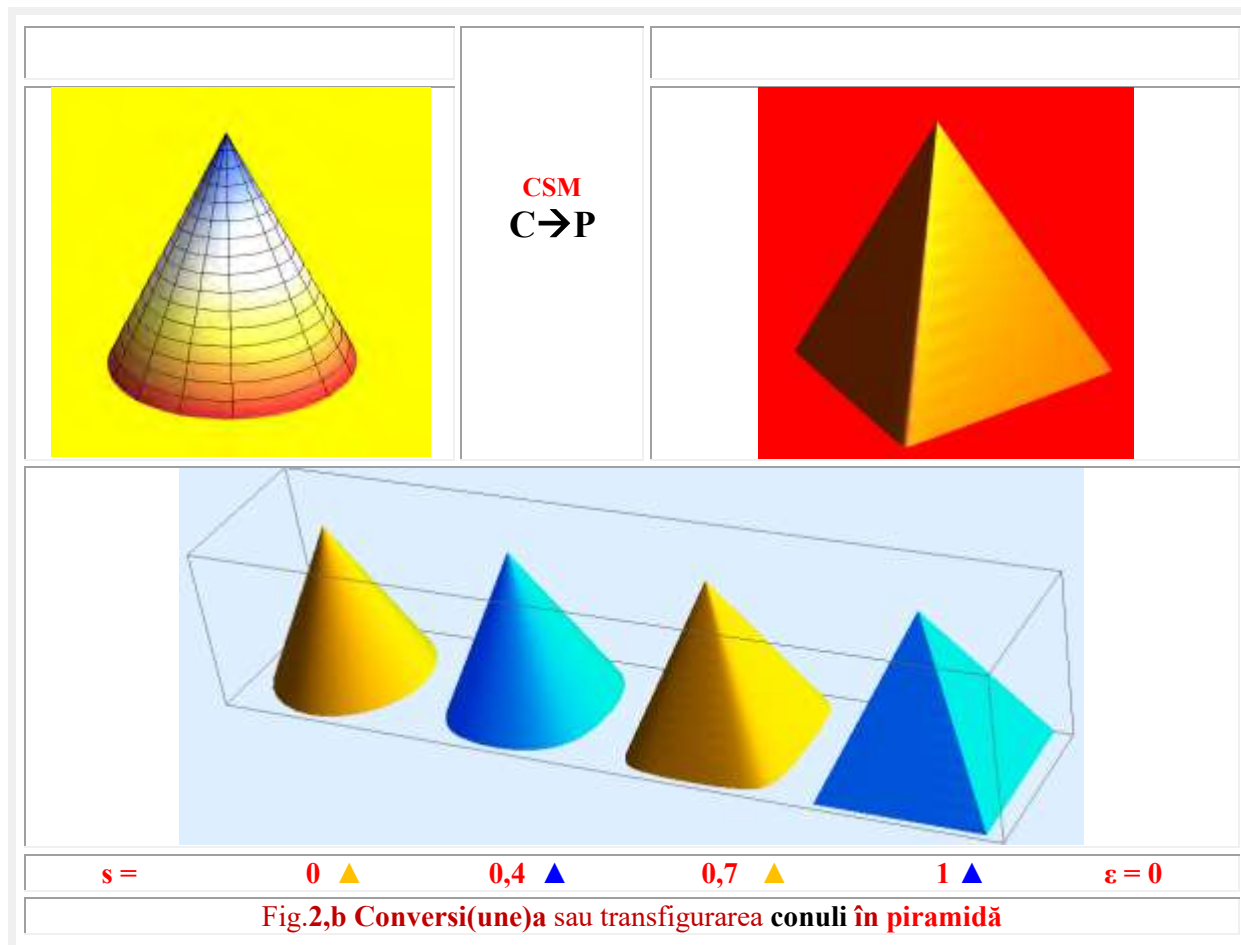 CSM
C→P
s = 0 ▲ 0,4 ▲ 0,7 ▲ 1 ▲ ε = 0
Fig.2,b Conversi(une)a sau transfigurarea conuli în piramidă